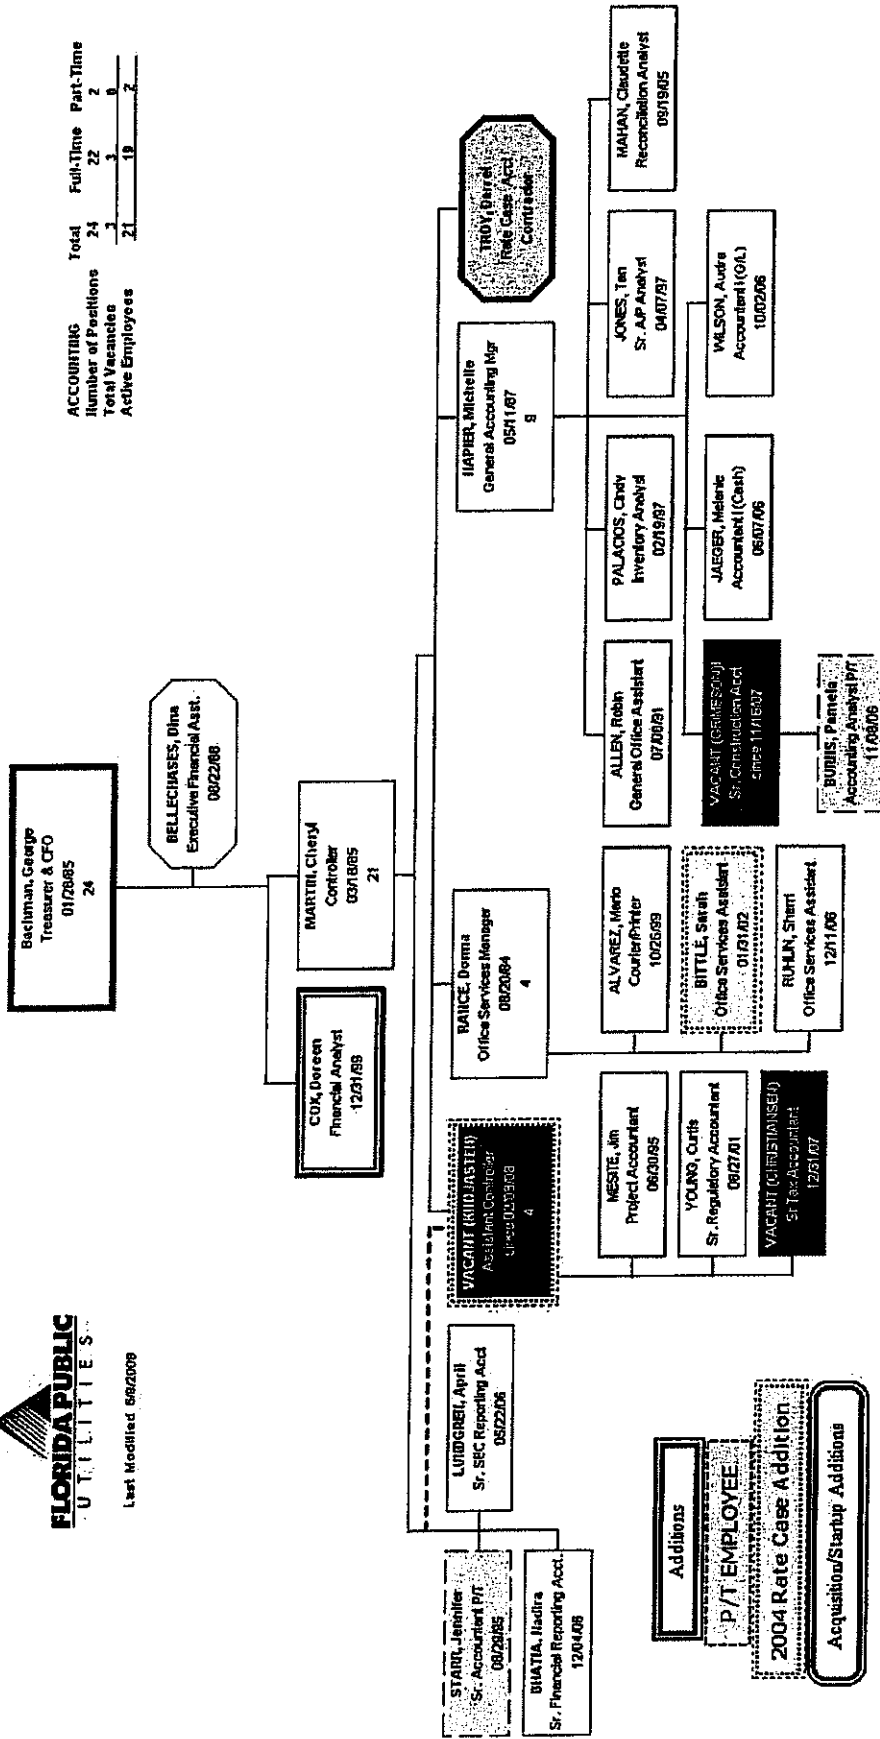 FLORIDA PUBLIC
UTILITIES
Last Modified 6/9/2008
ACCOUNTING Total Full-Time Part-Time
Number of Positions 24 22 2
Total Vacancies 3 3 0
Active Employees 21 19 2
Bachman, George
Treasurer & CFO
01/28/85
24
BELLECHASES, Dina
Executive Financial Asst.
08/22/88
COX, Doreen
Financial Analyst
12/31/99
MARTIN, Cheryl
Controller
03/18/85
21
STARR, Jennifer
Sr. Accountant P/T
08/29/85
LUNDGREN, April
Sr. SEC Reporting Acct
05/22/06
BHATIA, Nadira
Sr. Financial Reporting Acct.
12/04/06
Assistant Controller
4
RANCE, Donna
Office Services Manager
08/20/84
4
NAPIER, Michelle
General Accounting Mgr
05/11/87
9
TROY, Darrel
Rate Case Acct
Contractor
MESITE, Jim
Project Accountant
06/30/95
YOUNG, Curtis
Sr. Regulatory Accountant
08/27/01
VACANT (CHRISTIANSEN)
Sr Tax Accountant
12/31/07
ALVAREZ, Mario
Courier/Printer
10/26/99
BITTLE, Sarah
Office Services Assistant
01/31/02
RUHLIN, Sherri
Office Services Assistant
12/11/06
ALLEN, Robin
General Office Assistant
07/08/91
PALACIOS, Cindy
Inventory Analyst
02/19/97
JONES, Tan
Sr. A/P Analyst
04/07/97
MAHAN, Claudette
Reconciliation Analyst
09/19/05
Sr. Construction Acct
since 11/16/07
JAEGER, Melanie
Accountant I (Cash)
06/07/06
WILSON, Audra
Accountant I (G/L)
10/02/06
Pamela
Accounting Analyst P/T
11/08/06
Additions
P/T EMPLOYEE
2004 Rate Case Addition
Acquisition/Startup Additions